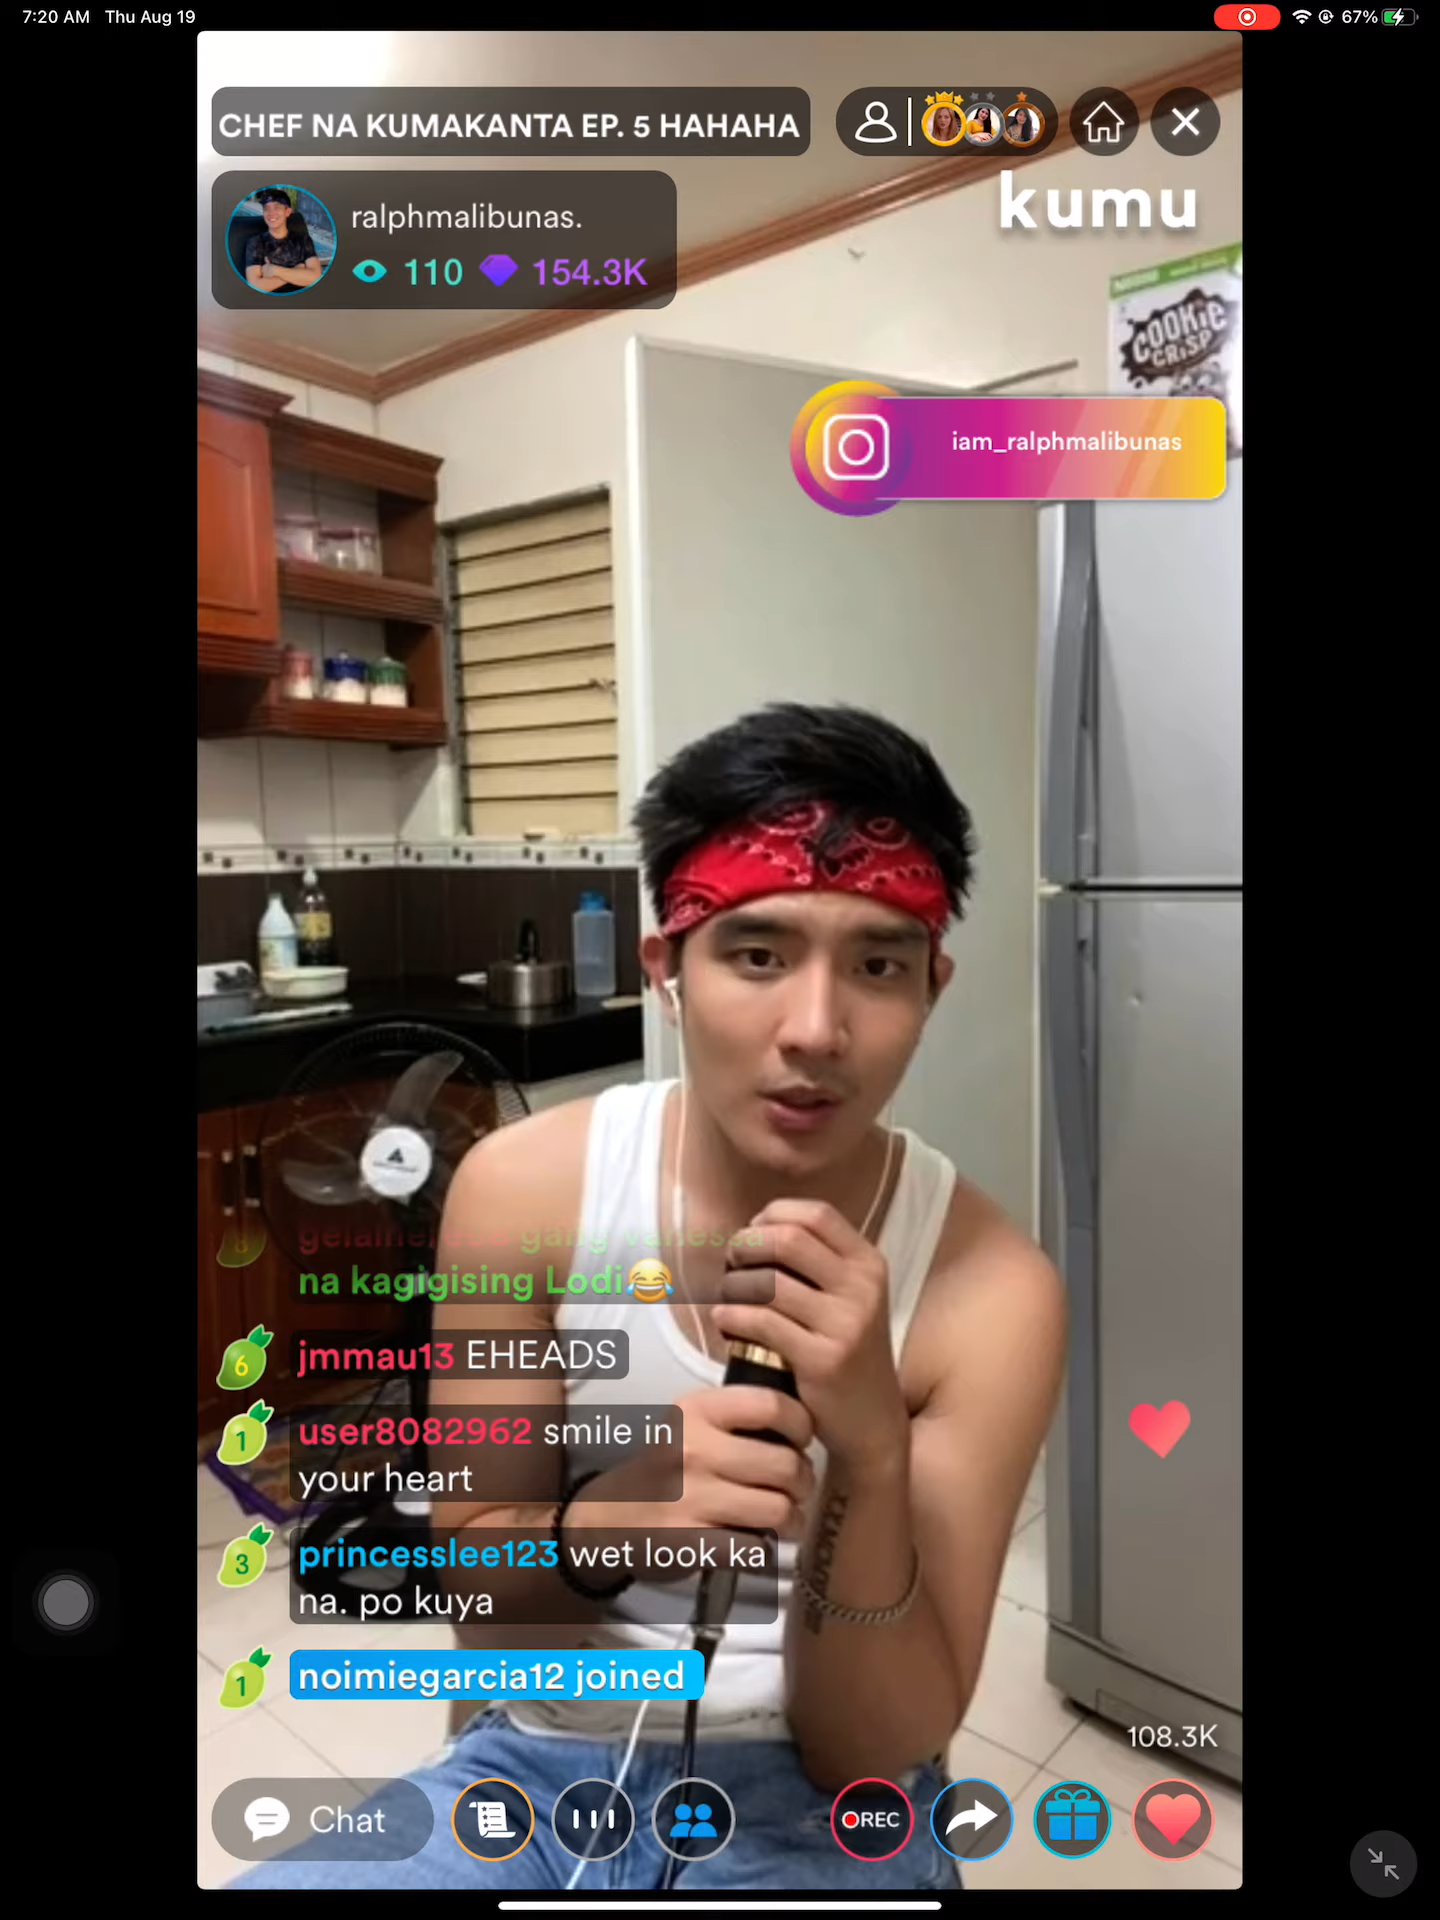 7:20 AM Thu Aug 19
67%
CHEF NA KUMAKANTA EP. 5 HAHAHA
kumu
ralphmalibunas.
110 154.3K
COOKIE
CRISP
iam_ralphmalibunas
na kagigising Lodi😂
6 jmmau13 EHEADS
1 user8082962 smile in
your heart
3 princesslee123 wet look ka
na. po kuya
1 noimiegarcia12 joined
108.3K
Chat
REC